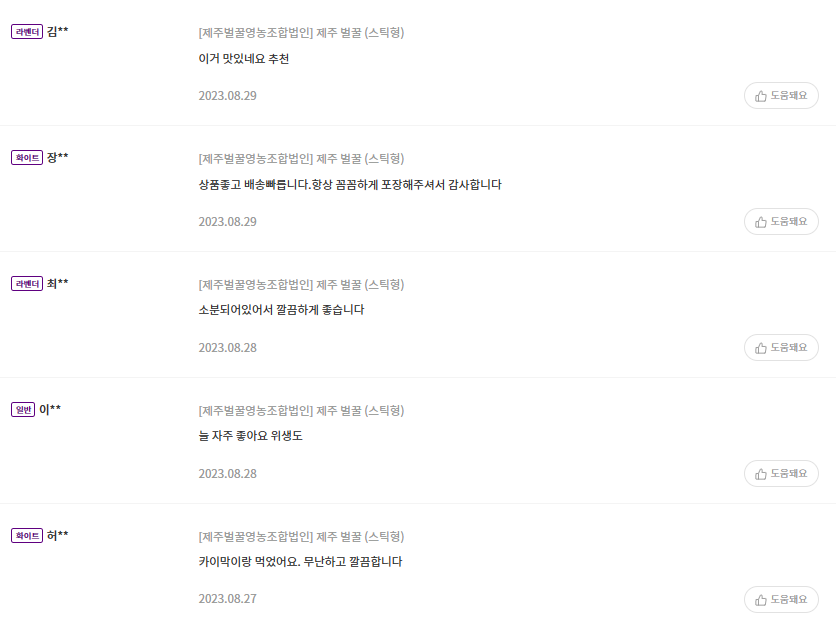 라벤더 김** [제주벌꿀영농조합법인] 제주 벌꿀 (스틱형)
이거 맛있네요 추천
2023.08.29 도움돼요
화이트 장** [제주벌꿀영농조합법인] 제주 벌꿀 (스틱형)
상품좋고 배송빠릅니다.항상 꼼꼼하게 포장해주셔서 감사합니다
2023.08.29 도움돼요
라벤더 최** [제주벌꿀영농조합법인] 제주 벌꿀 (스틱형)
소분되어있어서 깔끔하게 좋습니다
2023.08.28 도움돼요
일반 이** [제주벌꿀영농조합법인] 제주 벌꿀 (스틱형)
늘 자주 좋아요 위생도
2023.08.28 도움돼요
화이트 허** [제주벌꿀영농조합법인] 제주 벌꿀 (스틱형)
카이막이랑 먹었어요. 무난하고 깔끔합니다
2023.08.27 도움돼요